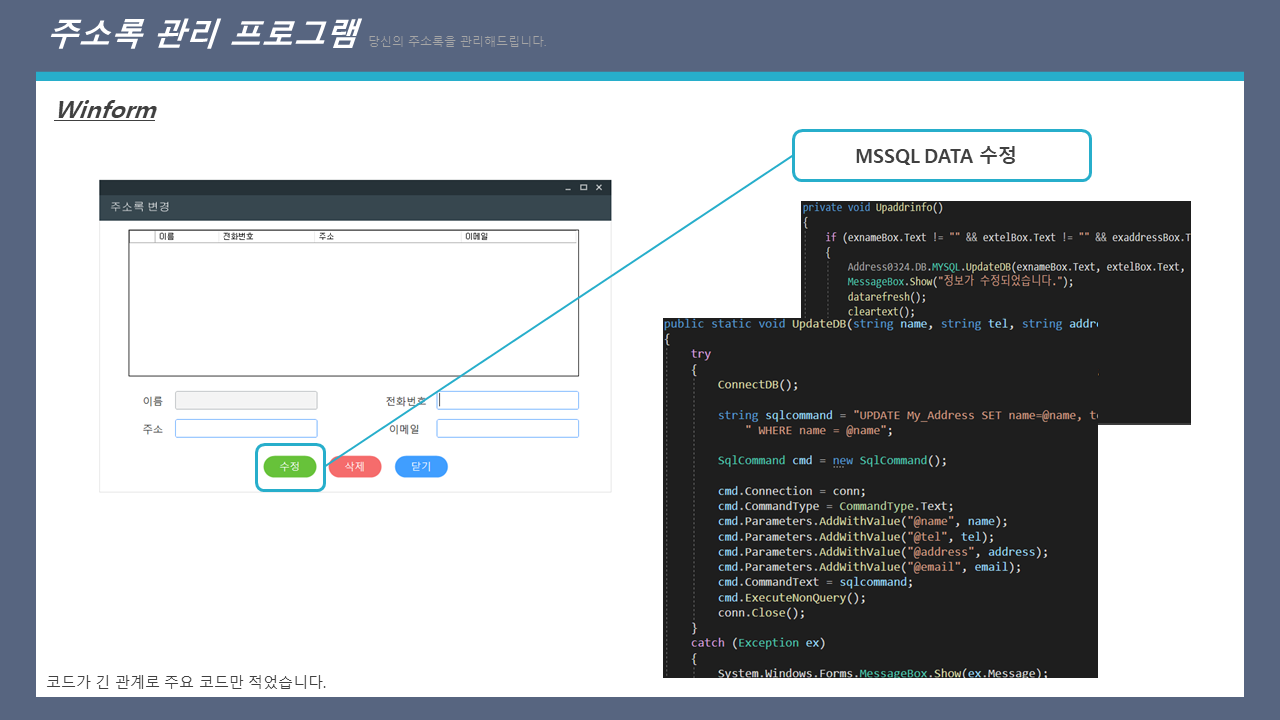 주소록 관리 프로그램 당신의 주소록을 관리해드립니다.
Winform
MSSQL DATA 수정
주소록 변경
이름 전화번호 주소 이메일
이름 전화번호
주소 이메일
수정 삭제 닫기
private void Upaddrinfo()
{
if (exnameBox.Text != "" && extelBox.Text != "" && exaddressBox.T
{
Address0324.DB.MYSQL.UpdateDB(exnameBox.Text, extelBox.Text,
MessageBox.Show("정보가 수정되었습니다.");
datarefresh();
cleartext();
public static void UpdateDB(string name, string tel, string addre
{
try
{
ConnectDB();
string sqlcommand = "UPDATE My_Address SET name=@name, te
" WHERE name = @name";
SqlCommand cmd = new SqlCommand();
cmd.Connection = conn;
cmd.CommandType = CommandType.Text;
cmd.Parameters.AddWithValue("@name", name);
cmd.Parameters.AddWithValue("@tel", tel);
cmd.Parameters.AddWithValue("@address", address);
cmd.Parameters.AddWithValue("@email", email);
cmd.CommandText = sqlcommand;
cmd.ExecuteNonQuery();
conn.Close();
}
catch (Exception ex)
{
System.Windows.Forms.MessageBox.Show(ex.Message);
코드가 긴 관계로 주요 코드만 적었습니다.